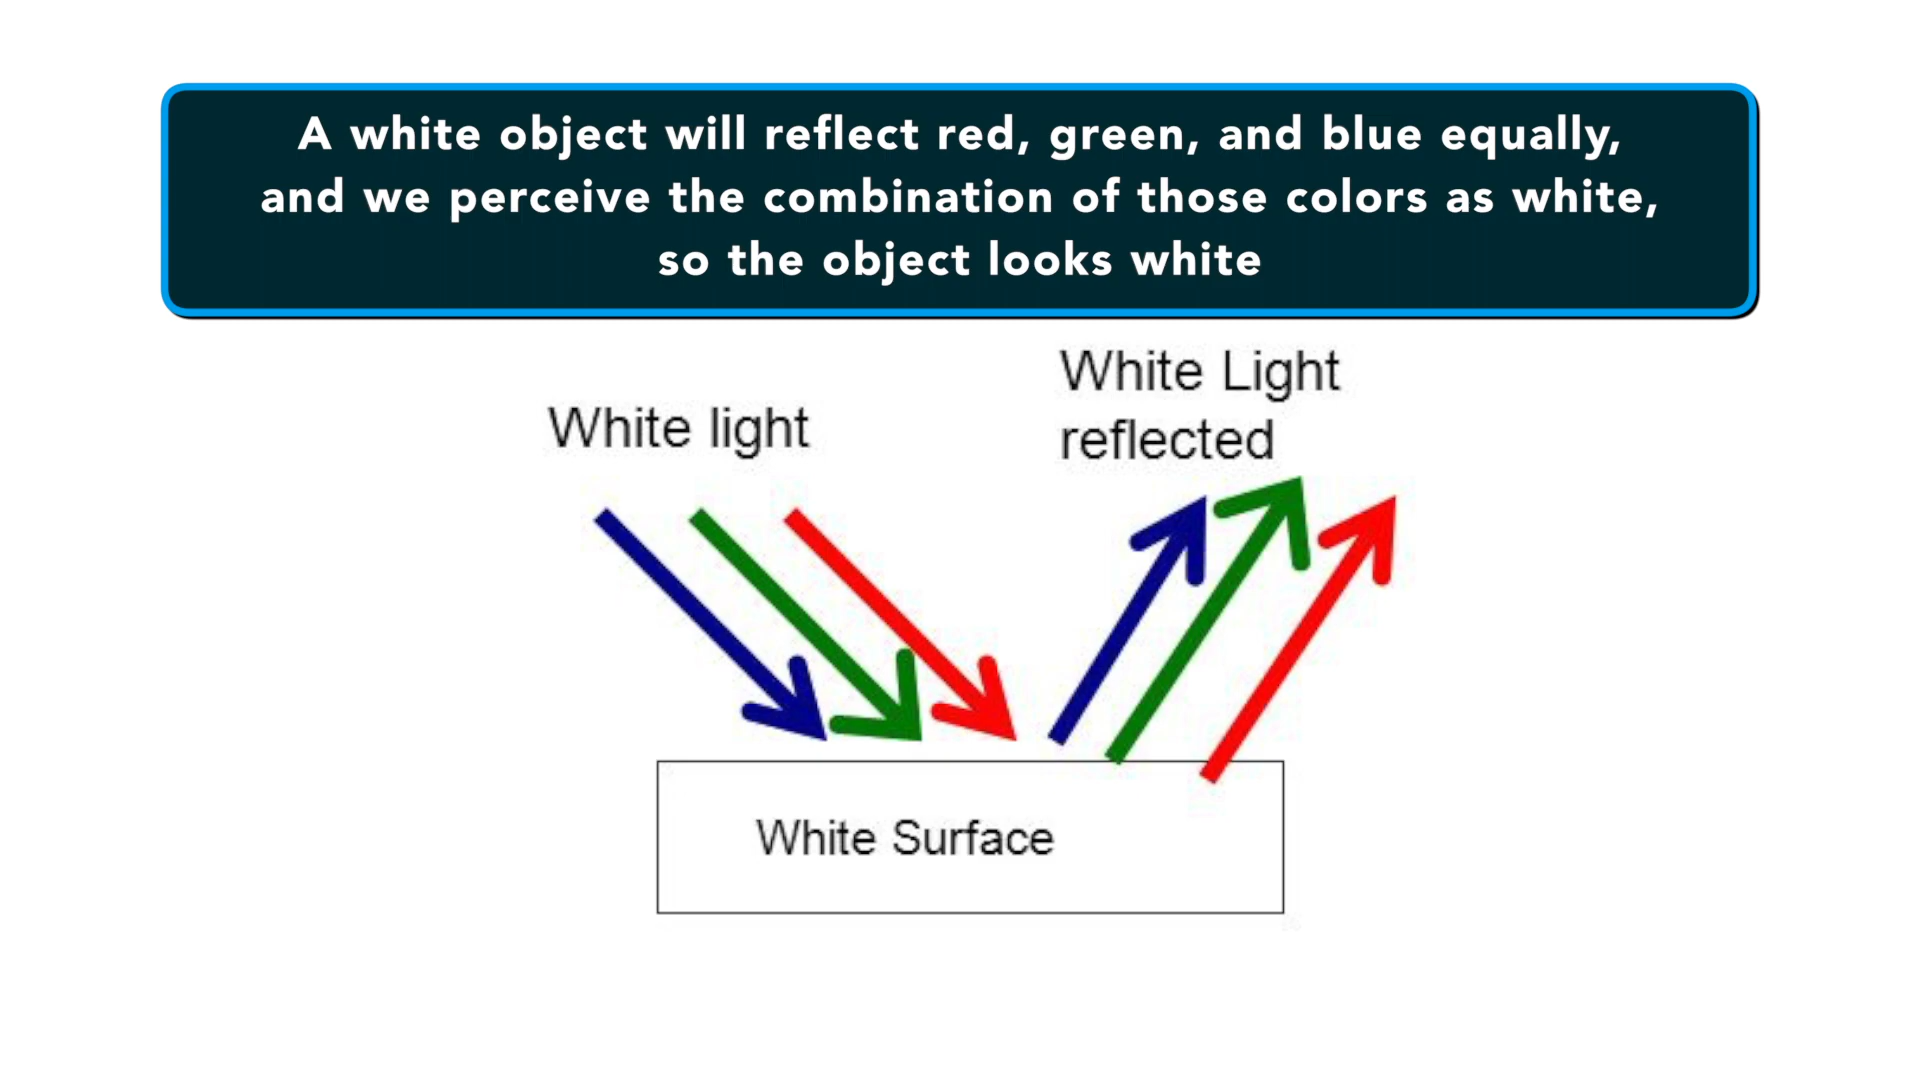 A white object will reflect red, green, and blue equally,
and we perceive the combination of those colors as white,
so the object looks white
White light
White Light
reflected
White Surface